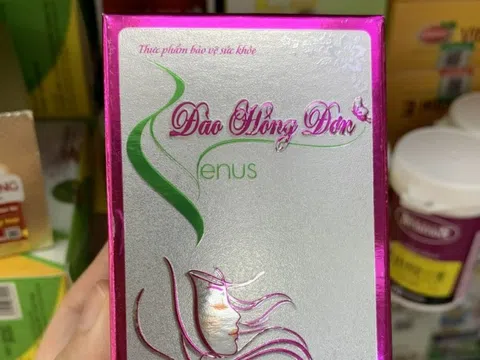 Thực phẩm bảo vệ sức khỏe
Đào Hồng Đơn
Venus